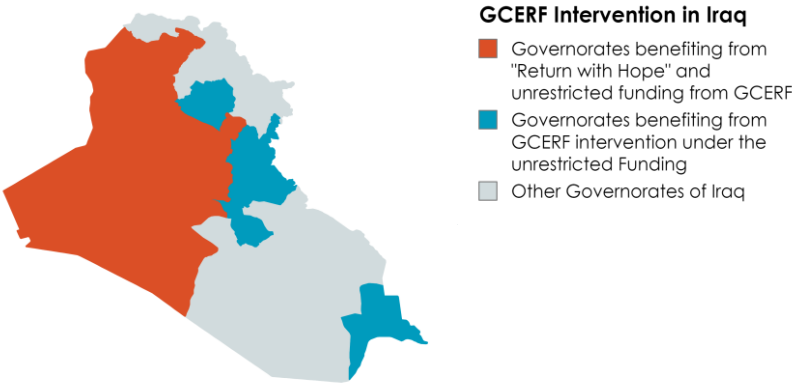 GCERF Intervention in Iraq
Governorates benefiting from
"Return with Hope" and
unrestricted funding from GCERF
Governorates benefiting from
GCERF intervention under the
unrestricted Funding
Other Governorates of Iraq